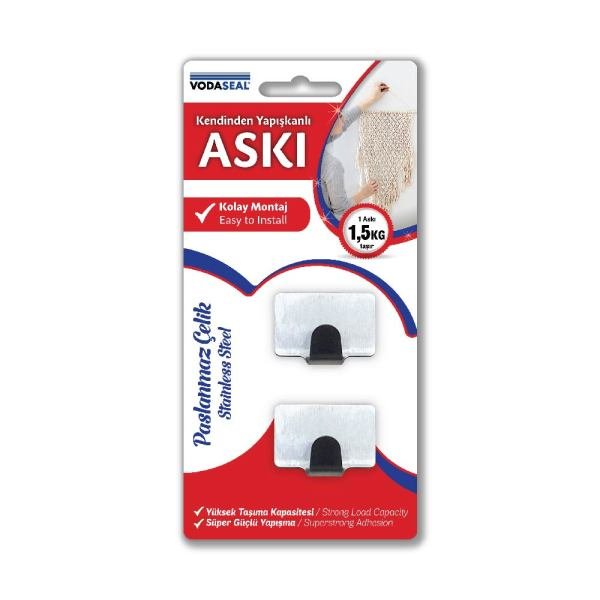 VODASEAL
Kendinden Yapışkanlı
ASKI
Kolay Montaj
Easy to Install
1 Askı
1,5KG
taşır
Paslanmaz Çelik
Stainless Steel
Yüksek Taşıma Kapasitesi / Strong Load Capacity
Süper Güçlü Yapışma / Superstrong Adhesion